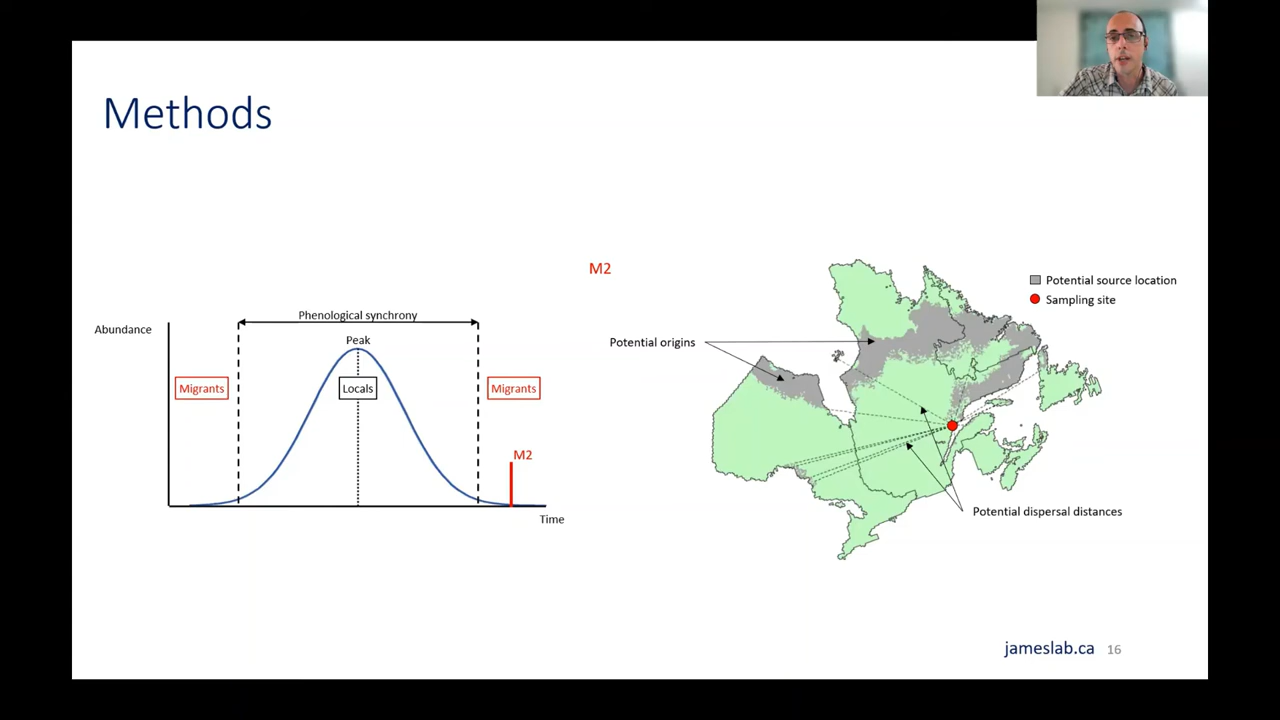 Methods
M2
Potential source location
Sampling site
Phenological synchrony
Abundance
Peak
Potential origins
Migrants
Locals
Migrants
M2
Time
Potential dispersal distances
jameslab.ca 16